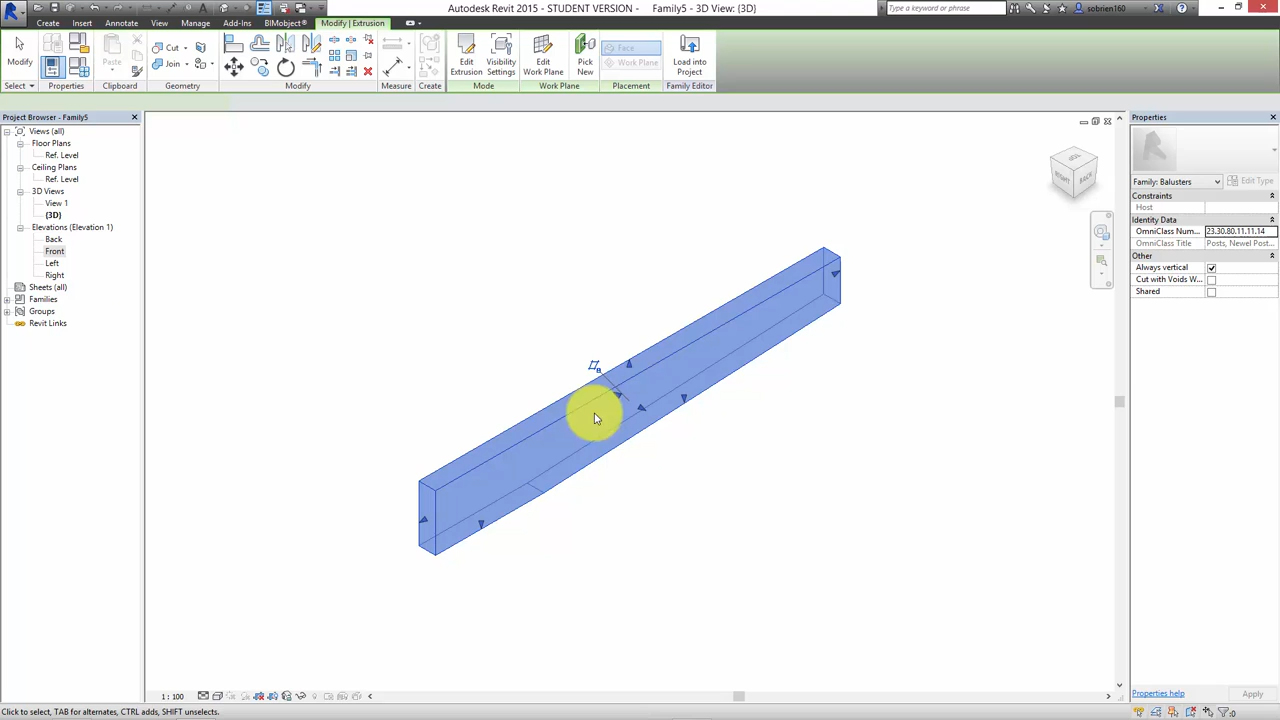 Autodesk Revit 2015 - STUDENT VERSION - Family5 - 3D View: {3D}
Type a keyword or phrase
sobrien160
Create Insert Annotate View Manage Add-Ins BIMobject® Modify | Extrusion
Modify
Paste
Cut
Join
Edit Extrusion
Visibility Settings
Edit Work Plane
Pick New
Face
Work Plane
Load into Project
Select Properties Clipboard Geometry Modify Measure Create Mode Work Plane Placement Family Editor
Project Browser - Family5
Views (all)
Floor Plans
Ref. Level
Ceiling Plans
Ref. Level
3D Views
View 1
{3D}
Elevations (Elevation 1)
Back
Front
Left
Right
Sheets (all)
Families
Groups
Revit Links
RIGHT
BACK
Properties
Family: Balusters
Edit Type
Constraints
Host
Identity Data
OmniClass Num... 23.30.80.11.11.14
OmniClass Title Posts, Newel Post...
Other
Always vertical
Cut with Voids W...
Shared
Properties help
Apply
1 : 100
Click to select, TAB for alternates, CTRL adds, SHIFT unselects.
:0